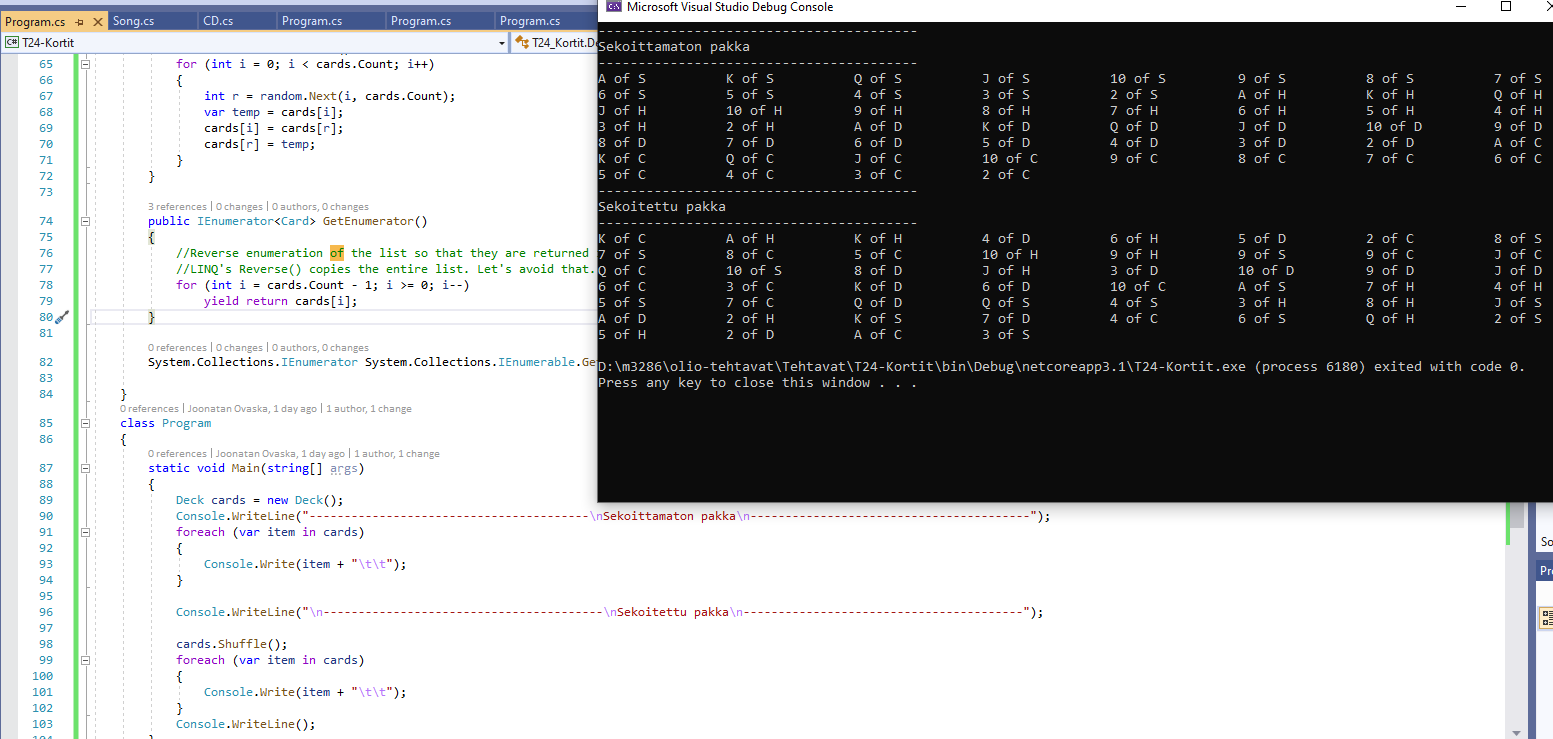 Program.cs
Song.cs
CD.cs
Program.cs
Program.cs
Program.cs
T24-Kortit
65 for (int i = 0; i < cards.Count; i++)
66 {
67 int r = random.Next(i, cards.Count);
68 var temp = cards[i];
69 cards[i] = cards[r];
70 cards[r] = temp;
71 }
72 }
73
3 references | 0 changes | 0 authors, 0 changes
74 public IEnumerator<Card> GetEnumerator()
75 {
76 //Reverse enumeration of the list so that they are returned
77 //LINQ's Reverse() copies the entire list. Let's avoid that.
78 for (int i = cards.Count - 1; i >= 0; i--)
79 yield return cards[i];
80 }
81
0 references | 0 changes | 0 authors, 0 changes
82 System.Collections.IEnumerator System.Collections.IEnumerable.Ge
83
84 }
0 references | Joonatan Ovaska, 1 day ago | 1 author, 1 change
85 class Program
86 {
0 references | Joonatan Ovaska, 1 day ago | 1 author, 1 change
87 static void Main(string[] args)
88 {
89 Deck cards = new Deck();
90 Console.WriteLine("----------------------------------------\nSekoittamaton pakka\n----------------------------------------");
91 foreach (var item in cards)
92 {
93 Console.Write(item + "\t\t");
94 }
95
96 Console.WriteLine("\n----------------------------------------\nSekoitettu pakka\n----------------------------------------");
97
98 cards.Shuffle();
99 foreach (var item in cards)
100 {
101 Console.Write(item + "\t\t");
102 }
103 Console.WriteLine();
Microsoft Visual Studio Debug Console
----------------------------------------
Sekoittamaton pakka
----------------------------------------
A of S K of S Q of S J of S 10 of S 9 of S 8 of S 7 of S
6 of S 5 of S 4 of S 3 of S 2 of S A of H K of H Q of H
J of H 10 of H 9 of H 8 of H 7 of H 6 of H 5 of H 4 of H
3 of H 2 of H A of D K of D Q of D J of D 10 of D 9 of D
8 of D 7 of D 6 of D 5 of D 4 of D 3 of D 2 of D A of C
K of C Q of C J of C 10 of C 9 of C 8 of C 7 of C 6 of C
5 of C 4 of C 3 of C 2 of C
----------------------------------------
Sekoitettu pakka
----------------------------------------
K of C A of H K of H 4 of D 6 of H 5 of D 2 of C 8 of S
7 of S 8 of C 5 of C 10 of H 9 of H 9 of S 9 of C J of C
Q of C 10 of S 8 of D J of H 3 of D 10 of D 9 of D J of D
6 of C 3 of C K of D 6 of D 10 of C A of S 7 of H 4 of H
5 of S 7 of C Q of D Q of S 4 of S 3 of H 8 of H J of S
A of D 2 of H K of S 7 of D 4 of C 6 of S Q of H 2 of S
5 of H 2 of D A of C 3 of S
D:\m3286\olio-tehtavat\Tehtavat\T24-Kortit\bin\Debug\netcoreapp3.1\T24-Kortit.exe (process 6180) exited with code 0.
Press any key to close this window . . .